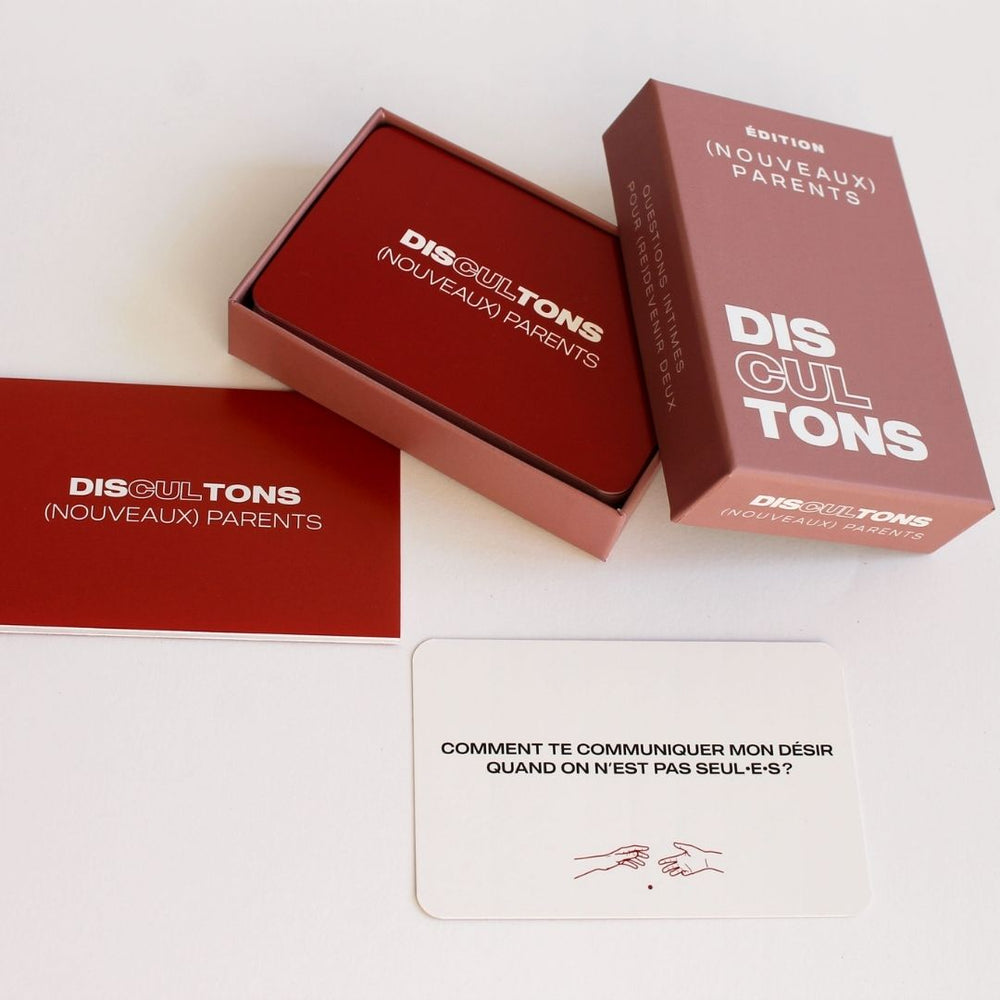 ÉDITION
(NOUVEAUX)
PARENTS
DIS
CUL
TONS
QUESTIONS INTIMES
POUR (RE)DEVENIR DEUX
DISCULTONS
(NOUVEAUX) PARENTS
DISCULTONS
(NOUVEAUX) PARENTS
DISCULTONS
(NOUVEAUX) PARENTS
COMMENT TE COMMUNIQUER MON DÉSIR
QUAND ON N'EST PAS SEUL•E•S?